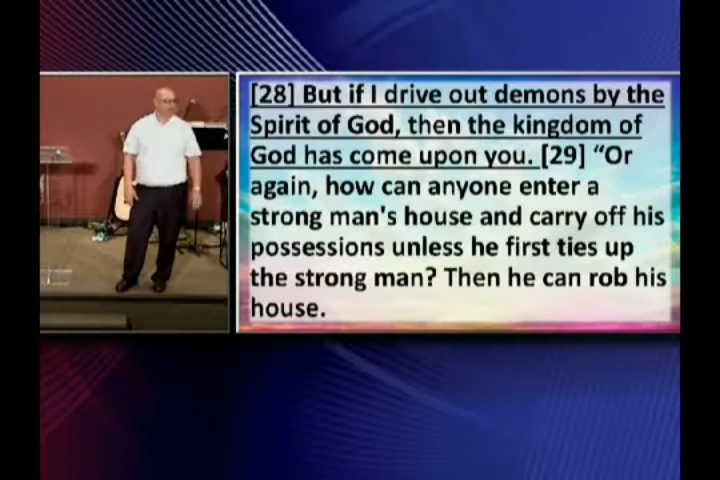 [28] But if I drive out demons by the
Spirit of God, then the kingdom of
God has come upon you. [29] “Or
again, how can anyone enter a
strong man's house and carry off his
possessions unless he first ties up
the strong man? Then he can rob his
house.